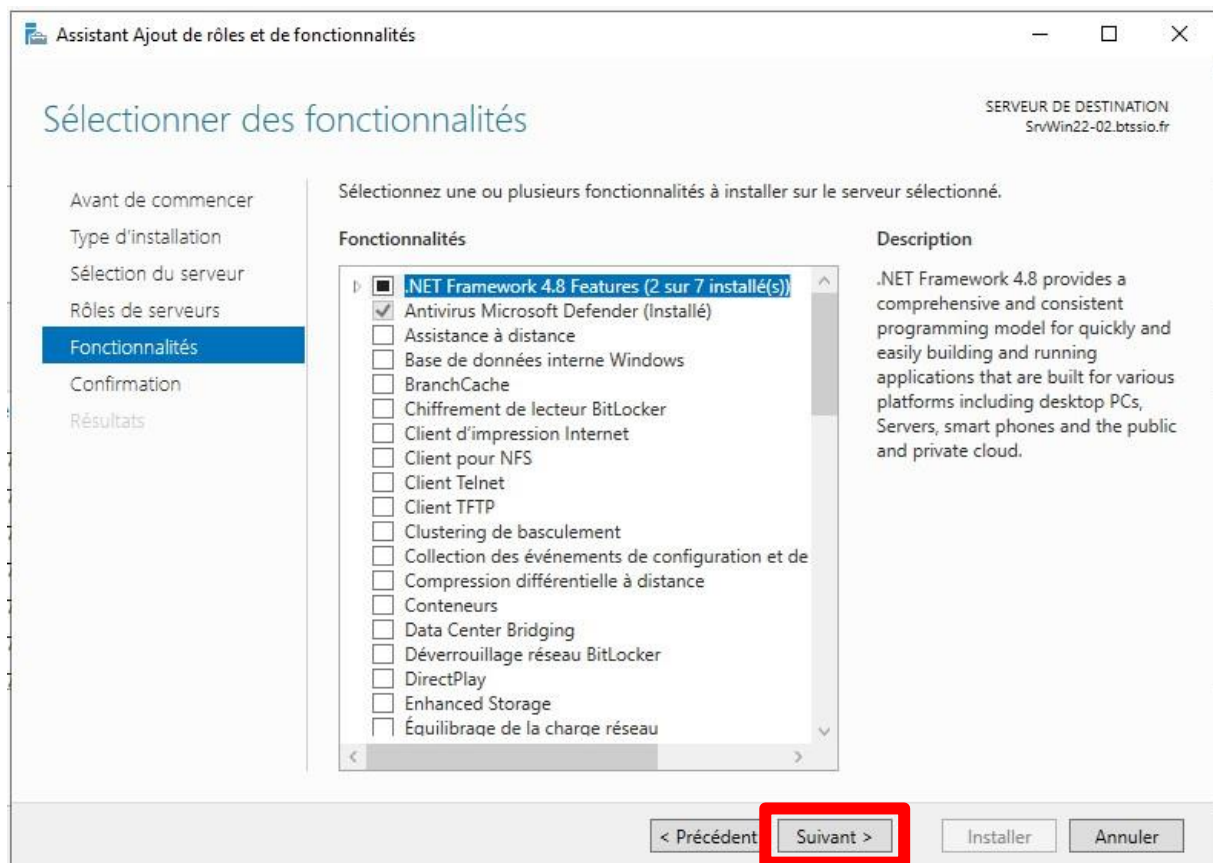 Assistant Ajout de rôles et de fonctionnalités
Sélectionner des fonctionnalités
SERVEUR DE DESTINATION
SrvWin22-02.btssio.fr
Avant de commencer
Type d'installation
Sélection du serveur
Rôles de serveurs
Fonctionnalités
Confirmation
Résultats
Sélectionnez une ou plusieurs fonctionnalités à installer sur le serveur sélectionné.
Fonctionnalités
.NET Framework 4.8 Features (2 sur 7 installé(s))
Antivirus Microsoft Defender (Installé)
Assistance à distance
Base de données interne Windows
BranchCache
Chiffrement de lecteur BitLocker
Client d'impression Internet
Client pour NFS
Client Telnet
Client TFTP
Clustering de basculement
Collection des événements de configuration et de
Compression différentielle à distance
Conteneurs
Data Center Bridging
Déverrouillage réseau BitLocker
DirectPlay
Enhanced Storage
Équilibrage de la charge réseau
Description
.NET Framework 4.8 provides a
comprehensive and consistent
programming model for quickly and
easily building and running
applications that are built for various
platforms including desktop PCs,
Servers, smart phones and the public
and private cloud.
< Précédent
Suivant >
Installer
Annuler